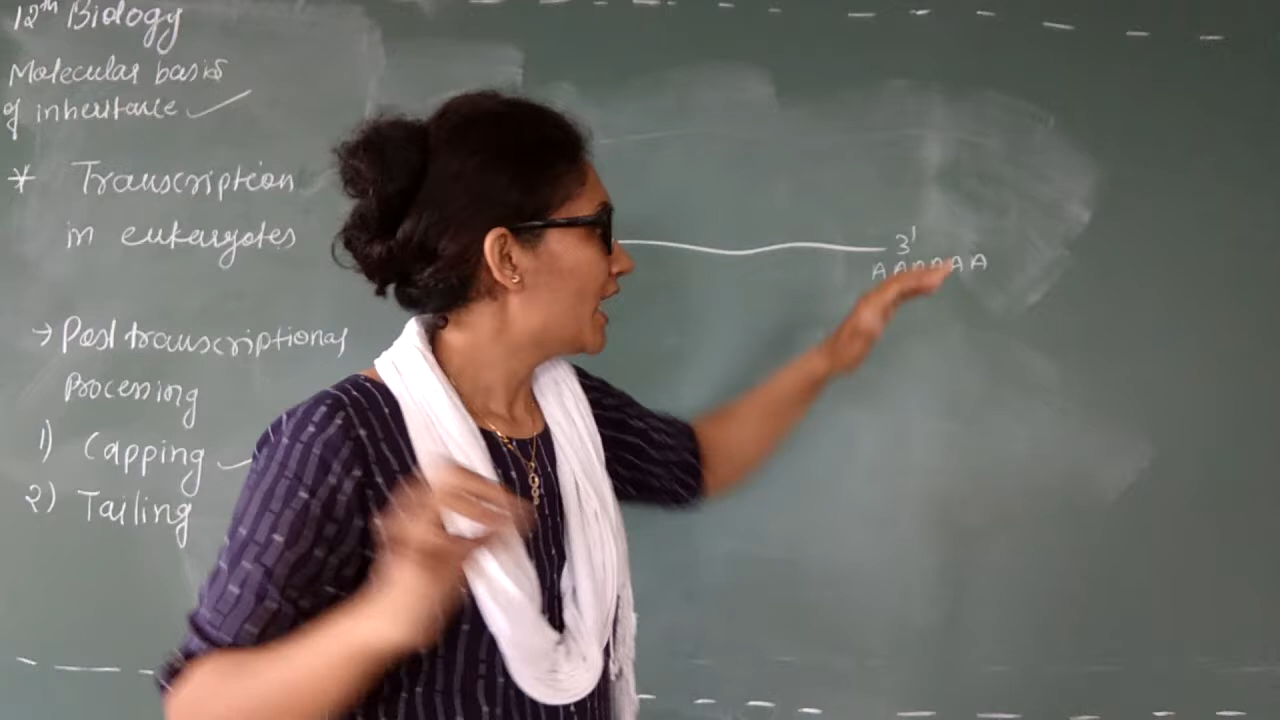 12th Biology
Molecular basis
of inheritance ✓
* Transcription
in eukaryotes
→ Post transcriptional
Processing
1) Capping ✓
2) Tailing
3'
AAAAAA